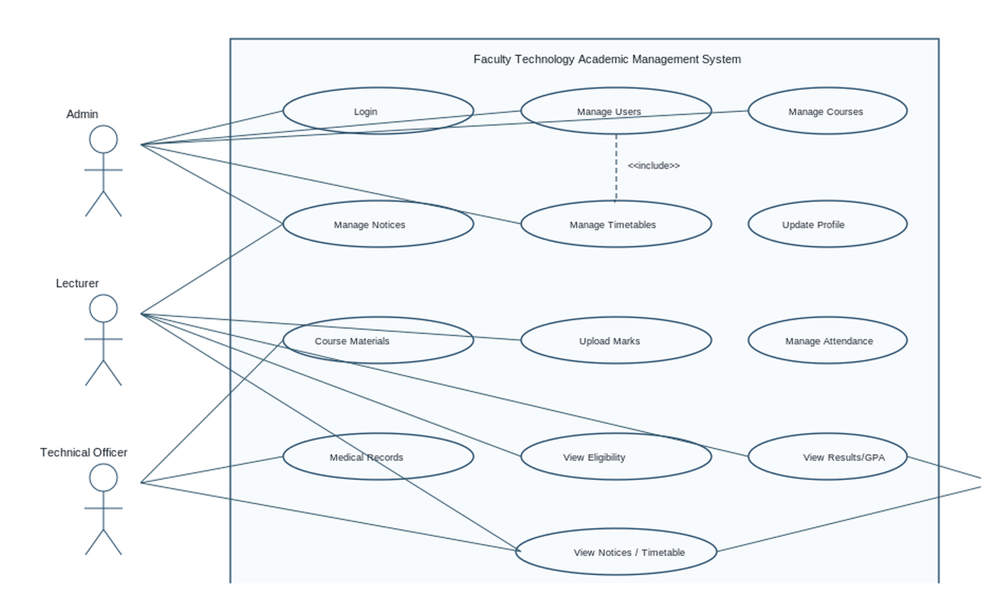 Faculty Technology Academic Management System
Admin
Login
Manage Users
Manage Courses
<<include>>
Manage Notices
Manage Timetables
Update Profile
Lecturer
Course Materials
Upload Marks
Manage Attendance
Technical Officer
Medical Records
View Eligibility
View Results/GPA
View Notices / Timetable